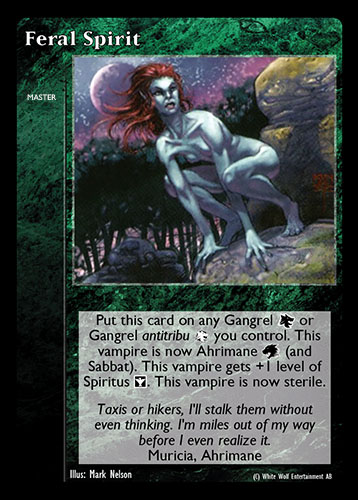 Feral Spirit
MASTER
Put this card on any Gangrel or
Gangrel antitribu you control. This
vampire is now Ahrimane (and
Sabbat). This vampire gets +1 level of
Spiritus. This vampire is now sterile.
Taxis or hikers, I'll stalk them without
even thinking. I'm miles out of my way
before I even realize it.
Muricia, Ahrimane
Illus: Mark Nelson
(C) White Wolf Entertainment AB